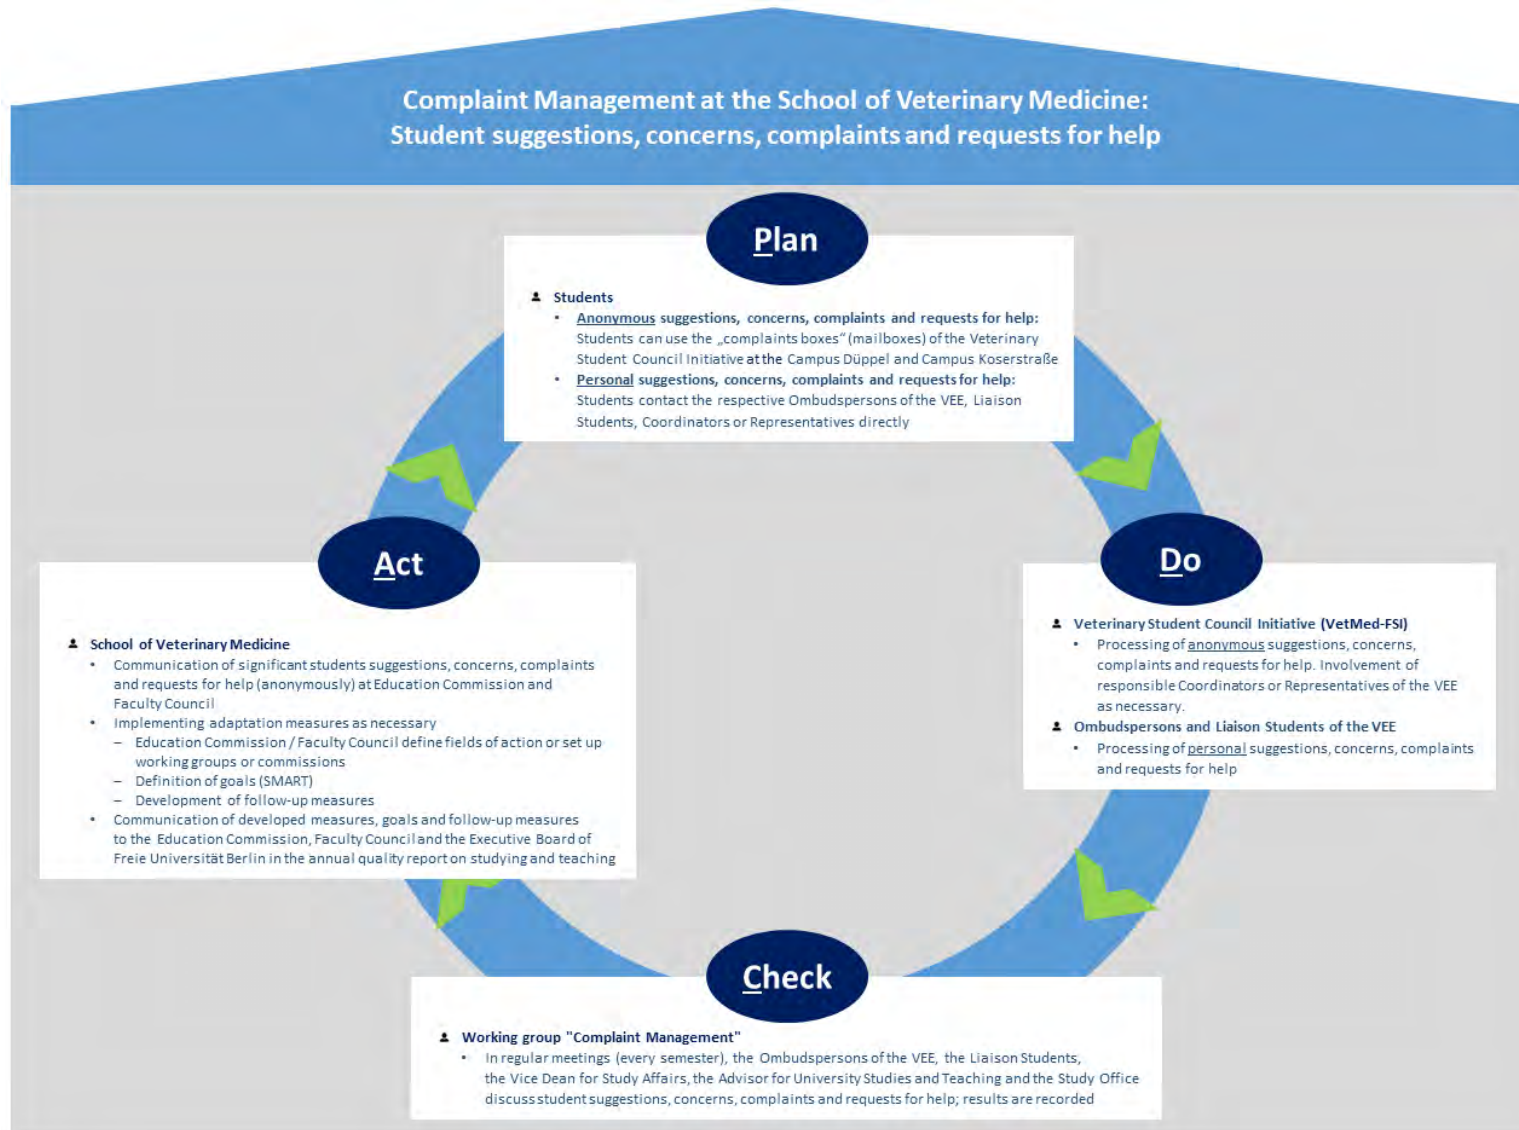 Complaint Management at the School of Veterinary Medicine:
Student suggestions, concerns, complaints and requests for help
Plan
Students
• Anonymous suggestions, concerns, complaints and requests for help:
Students can use the „complaints boxes“ (mailboxes) of the Veterinary
Student Council Initiative at the Campus Düppel and Campus Koserstraße
• Personal suggestions, concerns, complaints and requests for help:
Students contact the respective Ombudspersons of the VEE, Liaison
Students, Coordinators or Representatives directly
Do
Veterinary Student Council Initiative (VetMed-FSI)
• Processing of anonymous suggestions, concerns,
complaints and requests for help. Involvement of
responsible Coordinators or Representatives of the VEE
as necessary.
Ombudspersons and Liaison Students of the VEE
• Processing of personal suggestions, concerns, complaints
and requests for help
Check
Working group "Complaint Management"
• In regular meetings (every semester), the Ombudspersons of the VEE, the Liaison Students,
the Vice Dean for Study Affairs, the Advisor for University Studies and Teaching and the Study Office
discuss student suggestions, concerns, complaints and requests for help; results are recorded
Act
School of Veterinary Medicine
• Communication of significant students suggestions, concerns, complaints
and requests for help (anonymously) at Education Commission and
Faculty Council
• Implementing adaptation measures as necessary
– Education Commission / Faculty Council define fields of action or set up
working groups or commissions
– Definition of goals (SMART)
– Development of follow-up measures
• Communication of developed measures, goals and follow-up measures
to the Education Commission, Faculty Council and the Executive Board of
Freie Universität Berlin in the annual quality report on studying and teaching